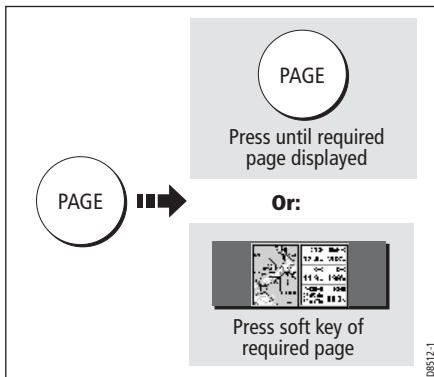 PAGE
Press until required
page displayed
PAGE
Or:
Press soft key of
required page
D8512-1